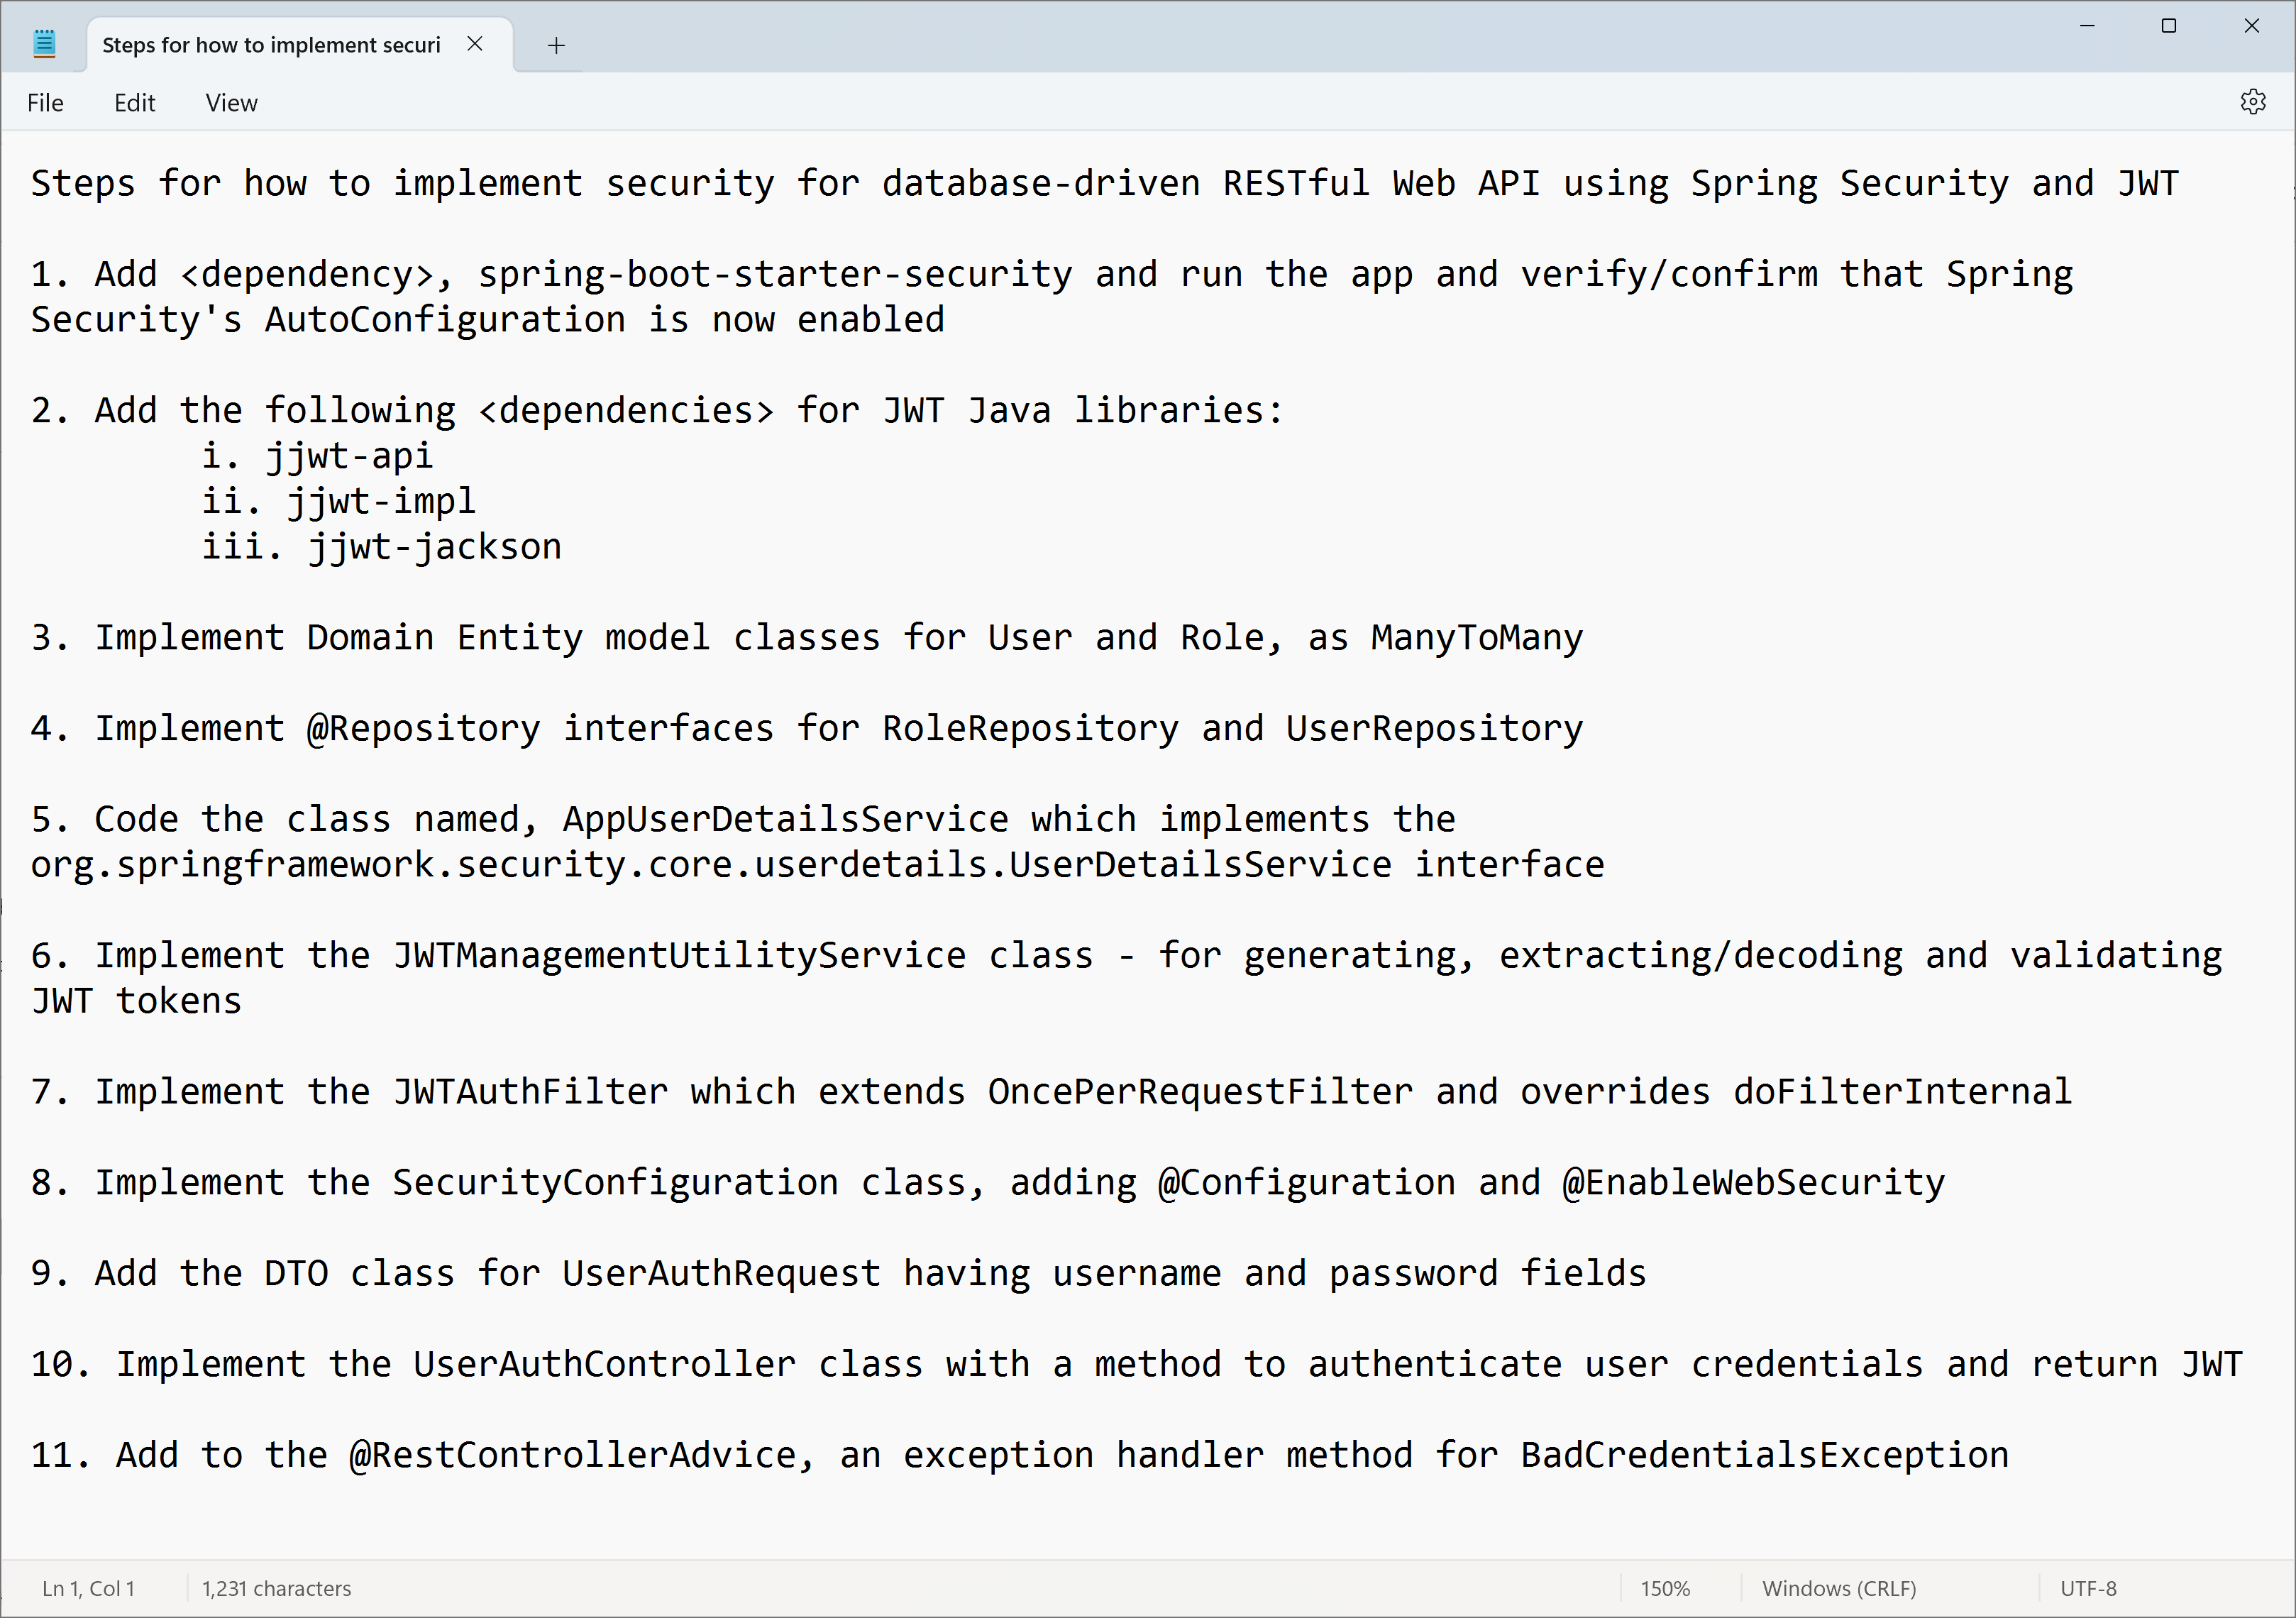 Steps for how to implement securi
File Edit View
Steps for how to implement security for database-driven RESTful Web API using Spring Security and JWT
1. Add <dependency>, spring-boot-starter-security and run the app and verify/confirm that Spring
Security's AutoConfiguration is now enabled
2. Add the following <dependencies> for JWT Java libraries:
i. jjwt-api
ii. jjwt-impl
iii. jjwt-jackson
3. Implement Domain Entity model classes for User and Role, as ManyToMany
4. Implement @Repository interfaces for RoleRepository and UserRepository
5. Code the class named, AppUserDetailsService which implements the
org.springframework.security.core.userdetails.UserDetailsService interface
6. Implement the JWTManagementUtilityService class - for generating, extracting/decoding and validating
JWT tokens
7. Implement the JWTAuthFilter which extends OncePerRequestFilter and overrides doFilterInternal
8. Implement the SecurityConfiguration class, adding @Configuration and @EnableWebSecurity
9. Add the DTO class for UserAuthRequest having username and password fields
10. Implement the UserAuthController class with a method to authenticate user credentials and return JWT
11. Add to the @RestControllerAdvice, an exception handler method for BadCredentialsException
Ln 1, Col 1 1,231 characters 150% Windows (CRLF) UTF-8